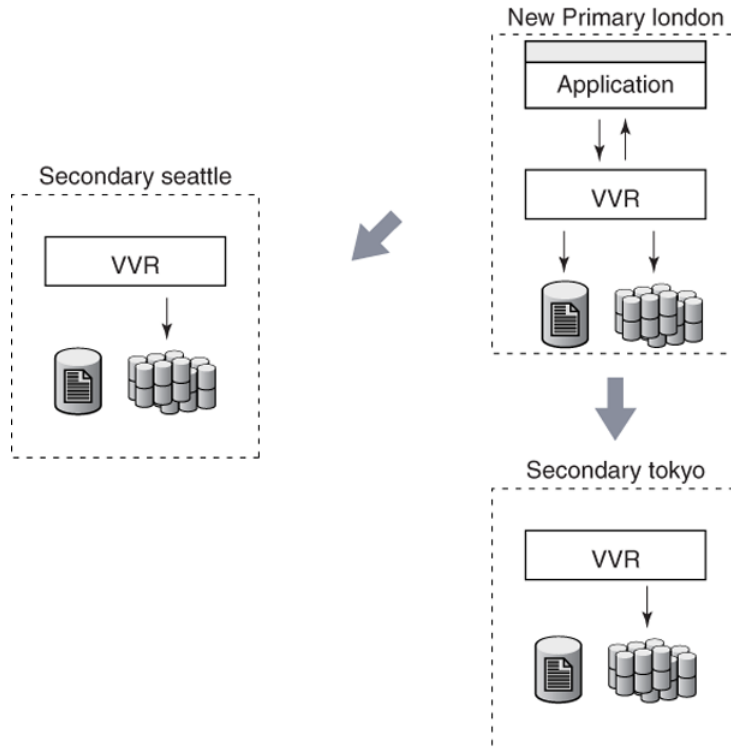 New Primary london
Application
VVR
Secondary seattle
VVR
Secondary tokyo
VVR